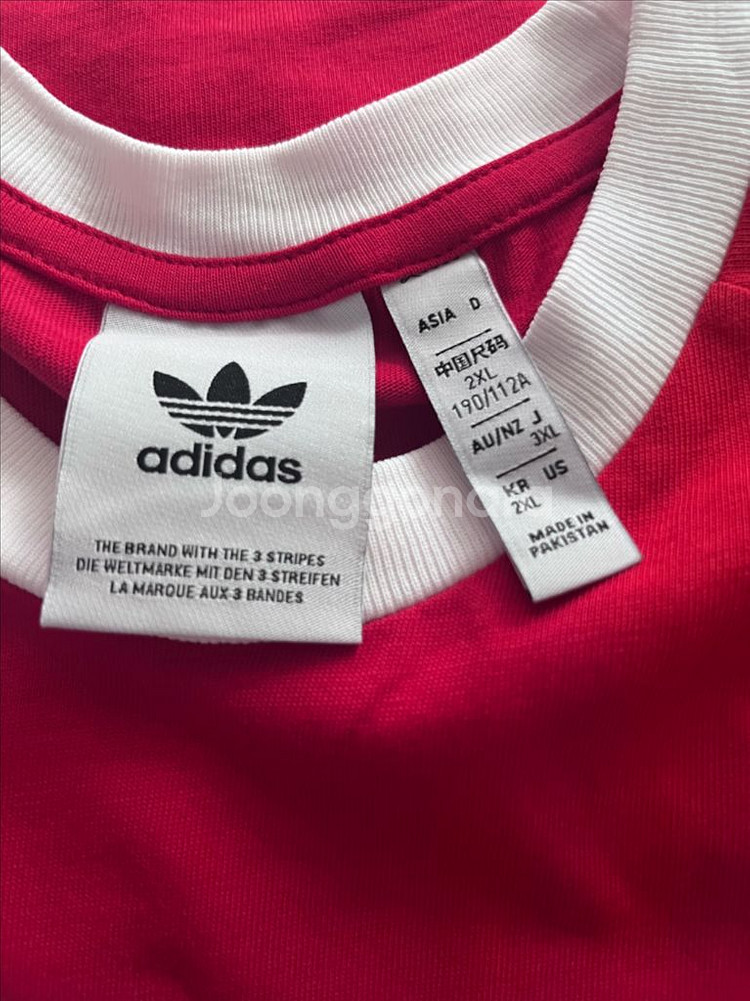 adidas
THE BRAND WITH THE 3 STRIPES
DIE WELTMARKE MIT DEN 3 STREIFEN
LA MARQUE AUX 3 BANDES
ASIA D
中国尺码
2XL
190/112A
AU/NZ J
3XL
KR US
2XL
MADE IN
PAKISTAN
Joonggonara